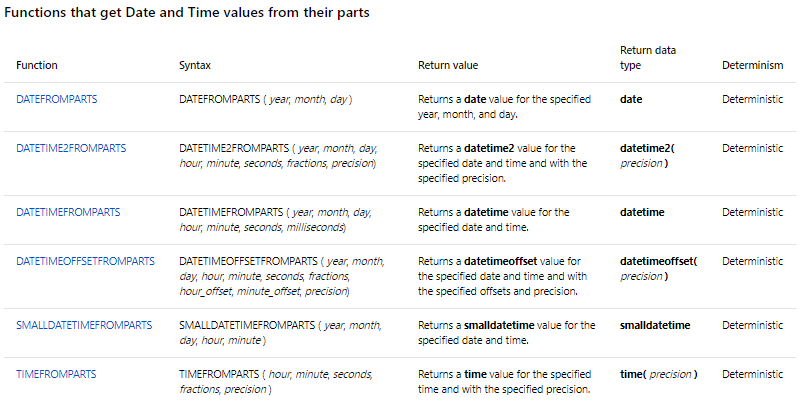 Functions that get Date and Time values from their parts
Function Syntax Return value Return data type Determinism
DATEFROMPARTS DATEFROMPARTS ( year, month, day ) Returns a date value for the specified date Deterministic
year, month, and day.
DATETIME2FROMPARTS DATETIME2FROMPARTS ( year, month, day, Returns a datetime2 value for the datetime2( Deterministic
hour, minute, seconds, fractions, precision) specified date and time and with the precision )
specified precision.
DATETIMEFROMPARTS DATETIMEFROMPARTS ( year, month, day, Returns a datetime value for the datetime Deterministic
hour, minute, seconds, milliseconds) specified date and time.
DATETIMEOFFSETFROMPARTS DATETIMEOFFSETFROMPARTS ( year, month, Returns a datetimeoffset value for datetimeoffset( Deterministic
day, hour, minute, seconds, fractions, the specified date and time and with precision )
hour_offset, minute_offset, precision) the specified offsets and precision.
SMALLDATETIMEFROMPARTS SMALLDATETIMEFROMPARTS ( year, month, Returns a smalldatetime value for the smalldatetime Deterministic
day, hour, minute ) specified date and time.
TIMEFROMPARTS TIMEFROMPARTS ( hour, minute, seconds, Returns a time value for the specified time( precision ) Deterministic
fractions, precision ) time and with the specified precision.